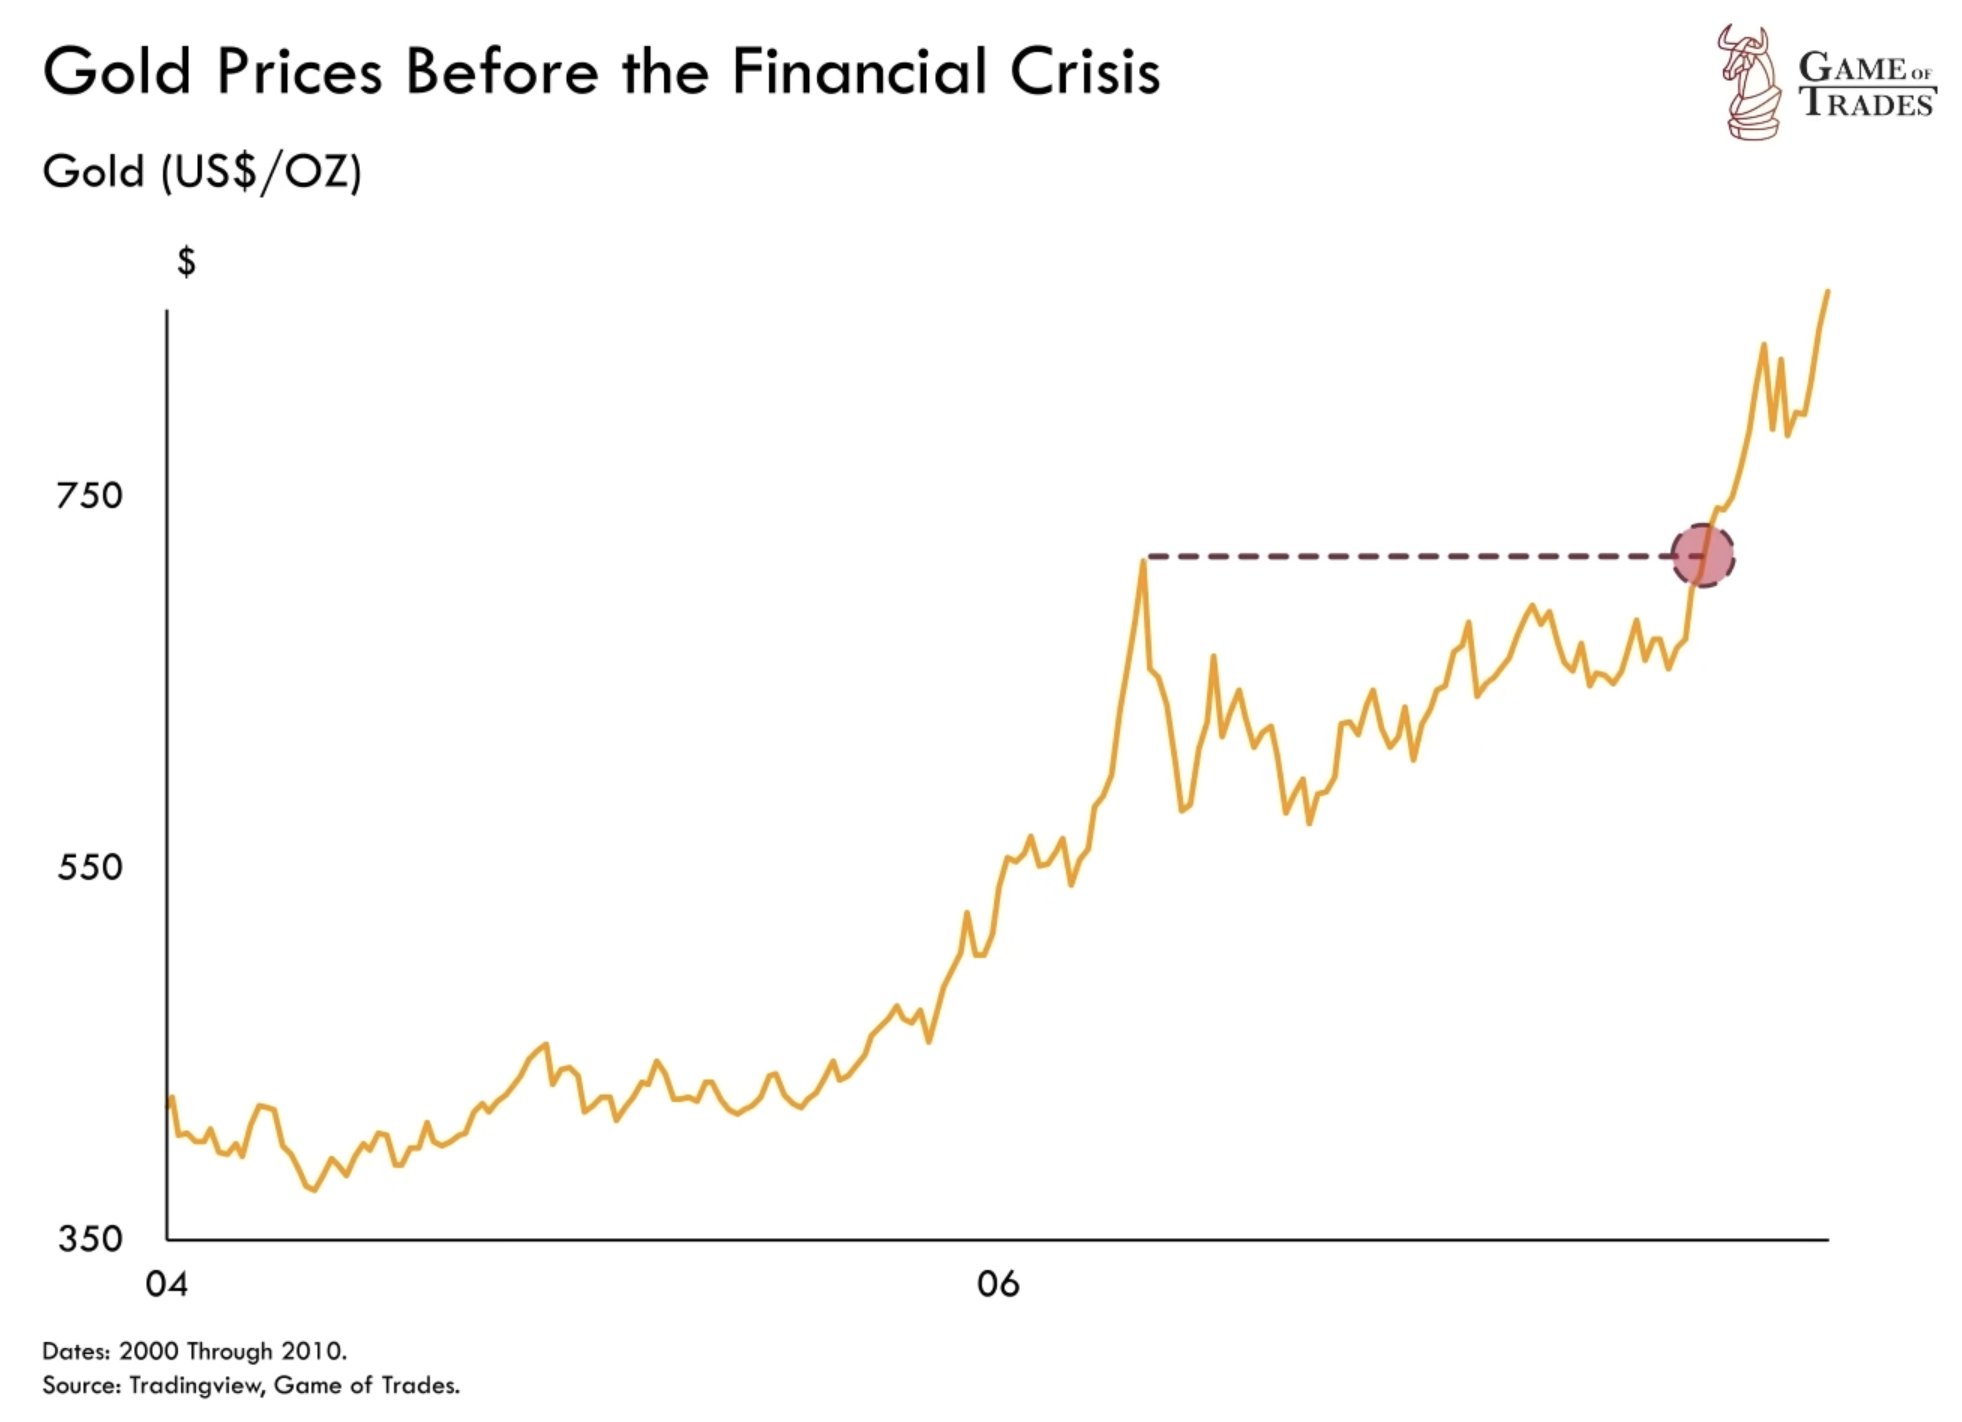 Gold Prices Before the Financial Crisis
GAME OF
TRADES
Gold (US$/OZ)
$
750
550
350
04
06
Dates: 2000 Through 2010.
Source: Tradingview, Game of Trades.